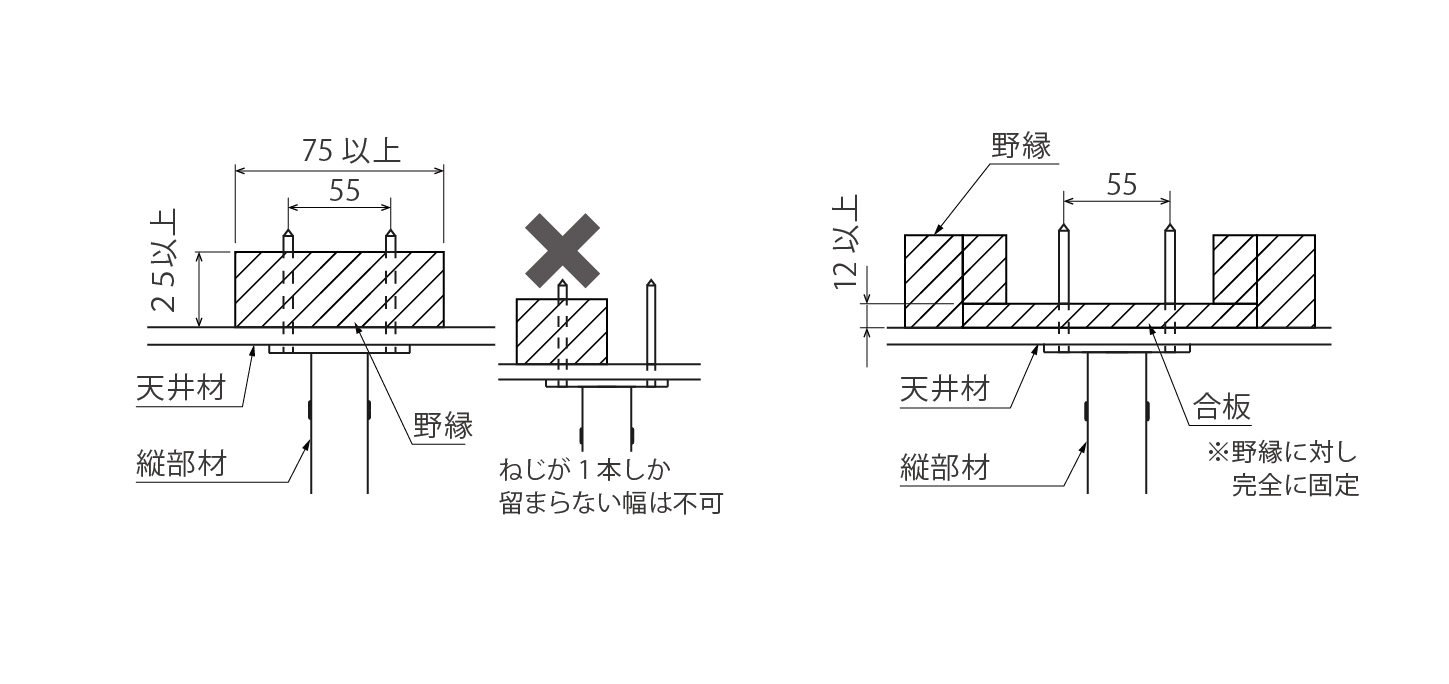 75 以上
55
25以上
天井材
野縁
縦部材
ねじが 1 本しか
留まらない幅は不可
野縁
55
12 以上
天井材
合板
縦部材
※野縁に対し
完全に固定